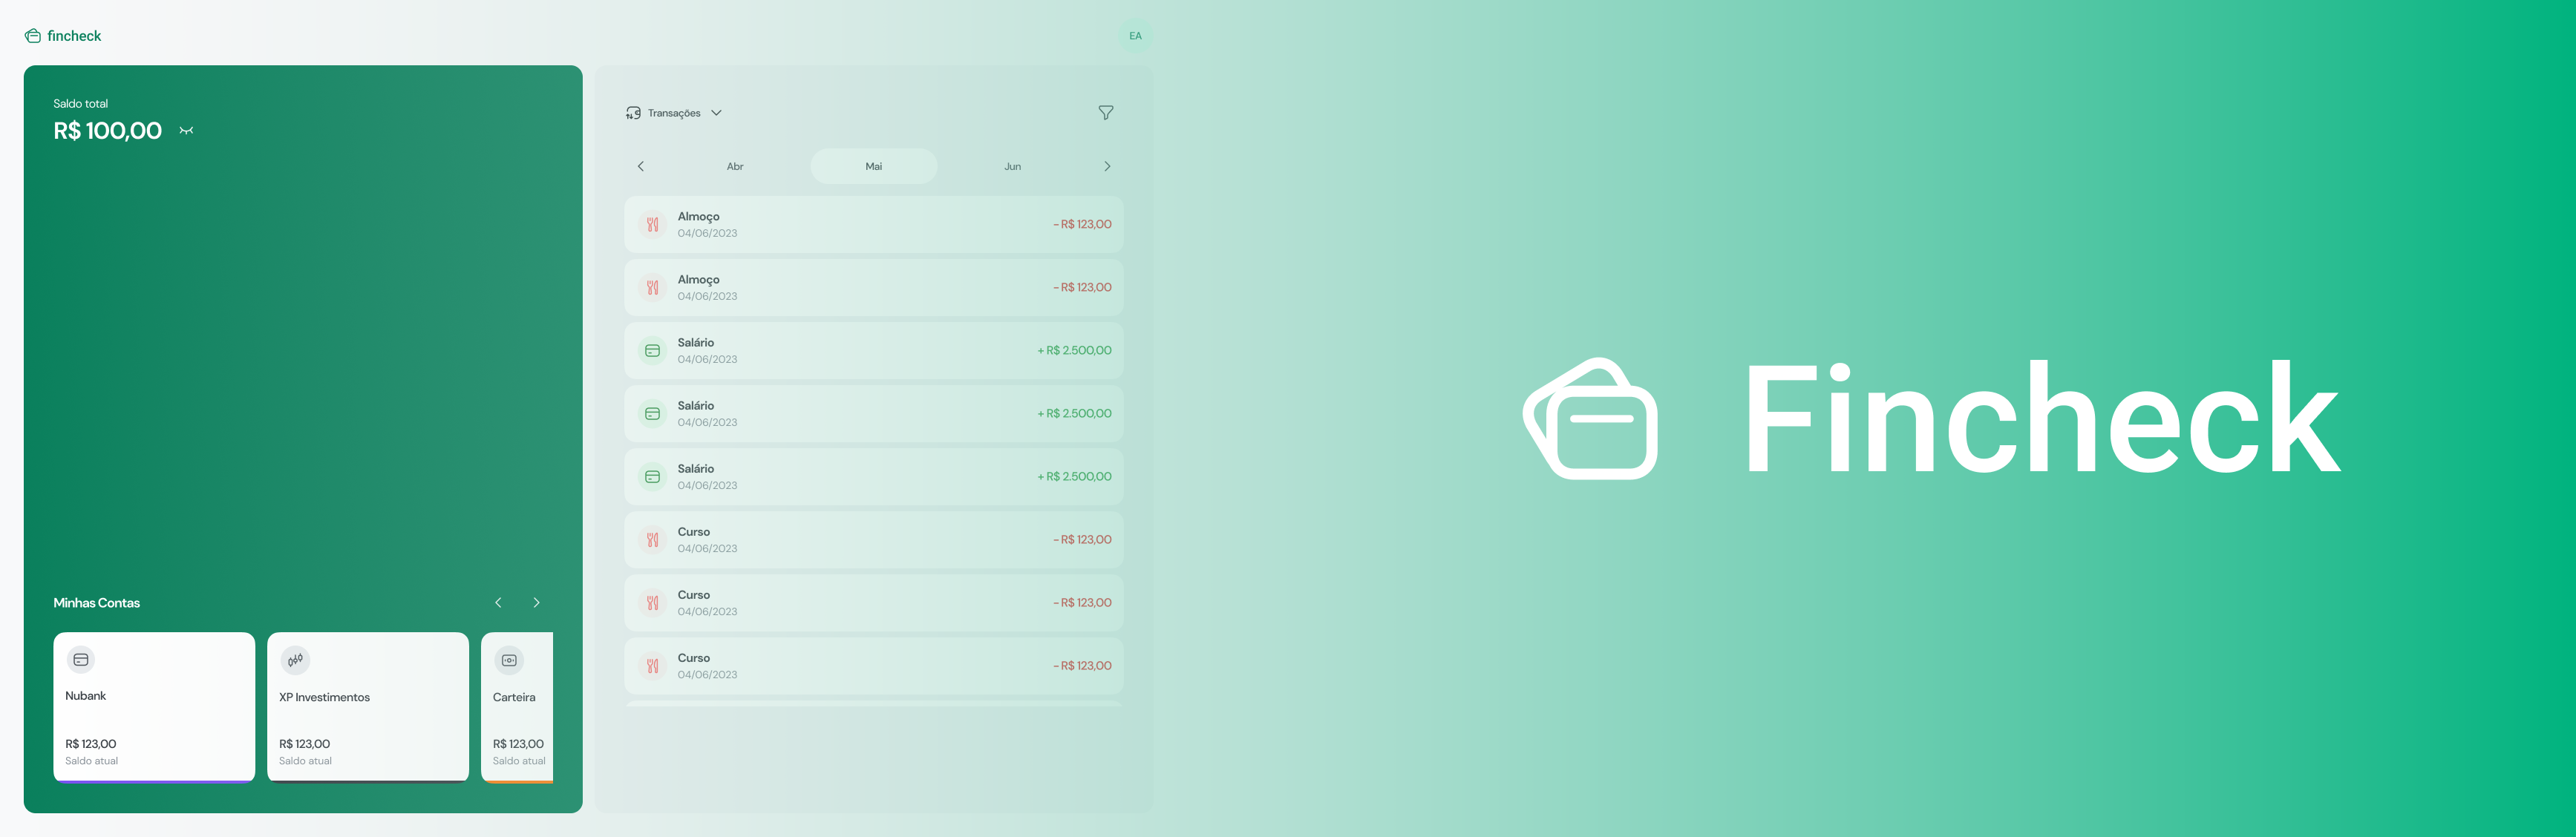 fincheck
EA
Saldo total
R$ 100,00
Transações
Abr
Mai
Jun
Almoço
04/06/2023
- R$ 123,00
Almoço
04/06/2023
- R$ 123,00
Salário
04/06/2023
+ R$ 2.500,00
Salário
04/06/2023
+ R$ 2.500,00
Salário
04/06/2023
+ R$ 2.500,00
Curso
04/06/2023
- R$ 123,00
Curso
04/06/2023
- R$ 123,00
Curso
04/06/2023
- R$ 123,00
Minhas Contas
Nubank
R$ 123,00
Saldo atual
XP Investimentos
R$ 123,00
Saldo atual
Carteira
R$ 123,00
Saldo atual
Fincheck